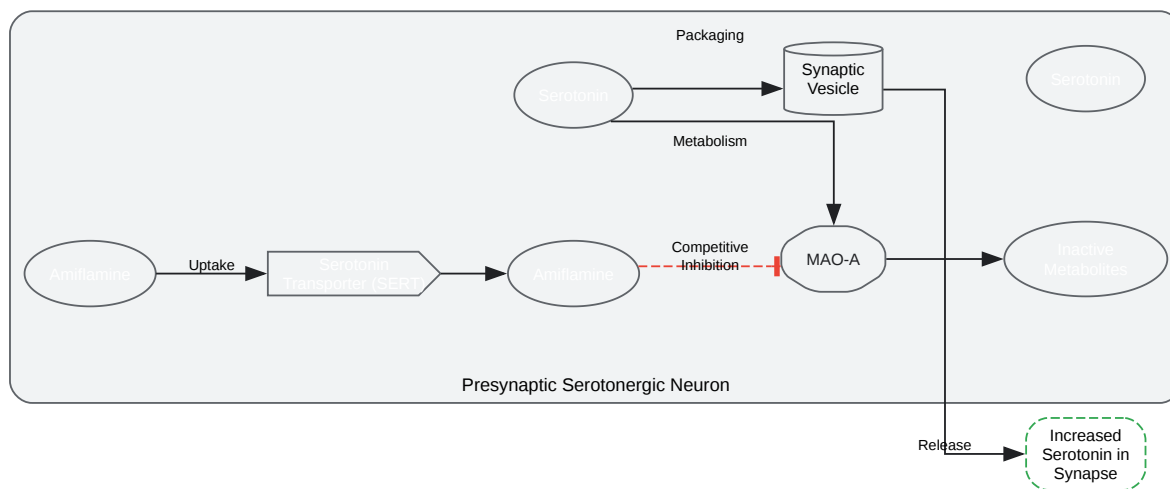 Packaging
Synaptic
Vesicle
Serotonin
Serotonin
Metabolism
Amiflamine
Uptake
Serotonin
Transporter (SERT)
Amiflamine
Competitive
Inhibition
MAO-A
Inactive
Metabolites
Presynaptic Serotonergic Neuron
Release
Increased
Serotonin in
Synapse